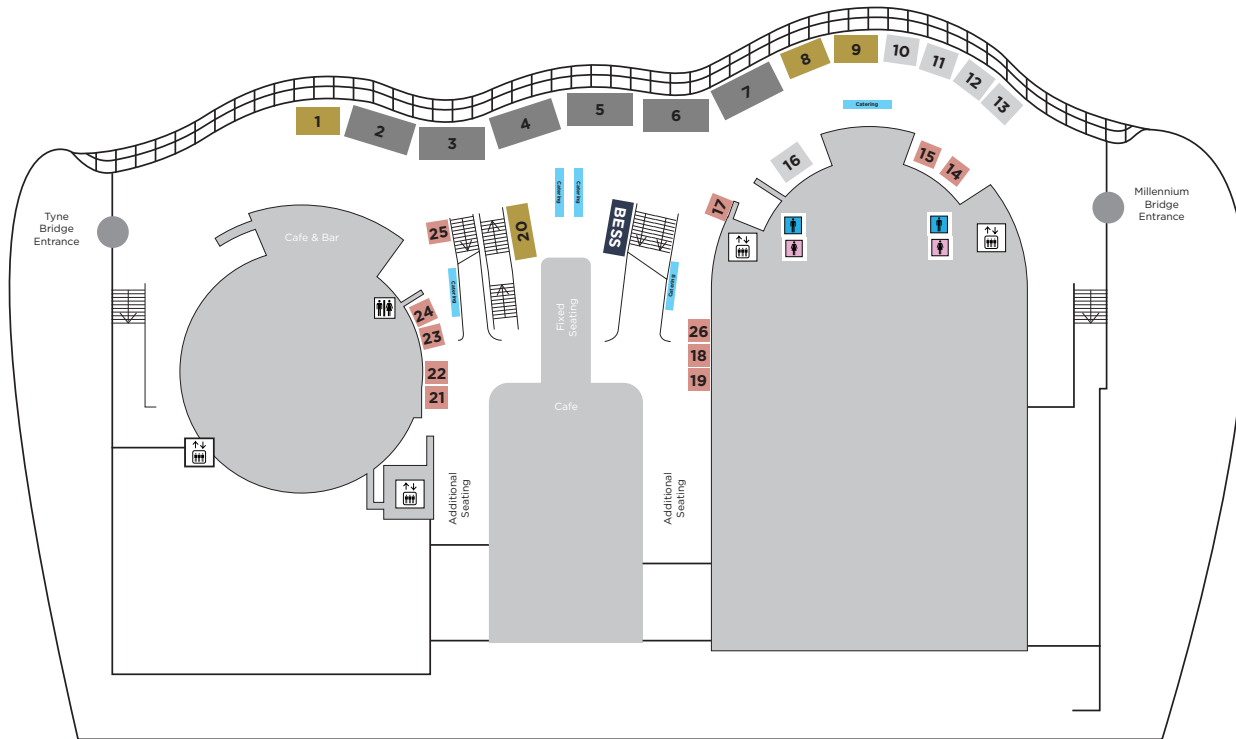 10
9
11
8
12
7
13
Catering
5
6
1
4
2
3
15
16
14
Catering
Catering
Tyne
Bridge
Entrance
Millennium
Bridge
Entrance
17
BESS
25
20
Cafe & Bar
Catering
Catering
24
Fixed
Seating
26
23
18
22
19
21
Cafe
Additional
Seating
Additional
Seating